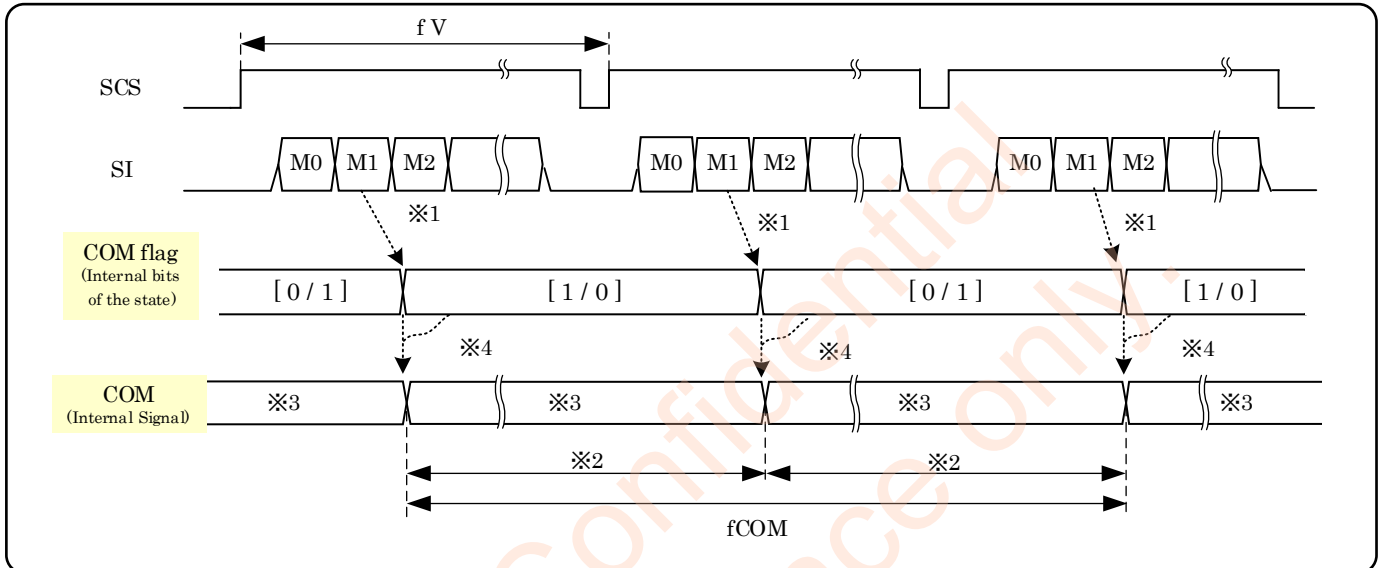 f V
SCS
SI
M0 M1 M2 M0 M1 M2 M0 M1 M2
※1 ※1 ※1
COM flag
(Internal bits
of the state)
[ 0 / 1 ] [ 1 / 0 ] [ 0 / 1 ] [ 1 / 0 ]
※4 ※4 ※4
COM
(Internal Signal)
※3 ※3 ※3 ※3
※2 ※2
fCOM
Confidential
only.